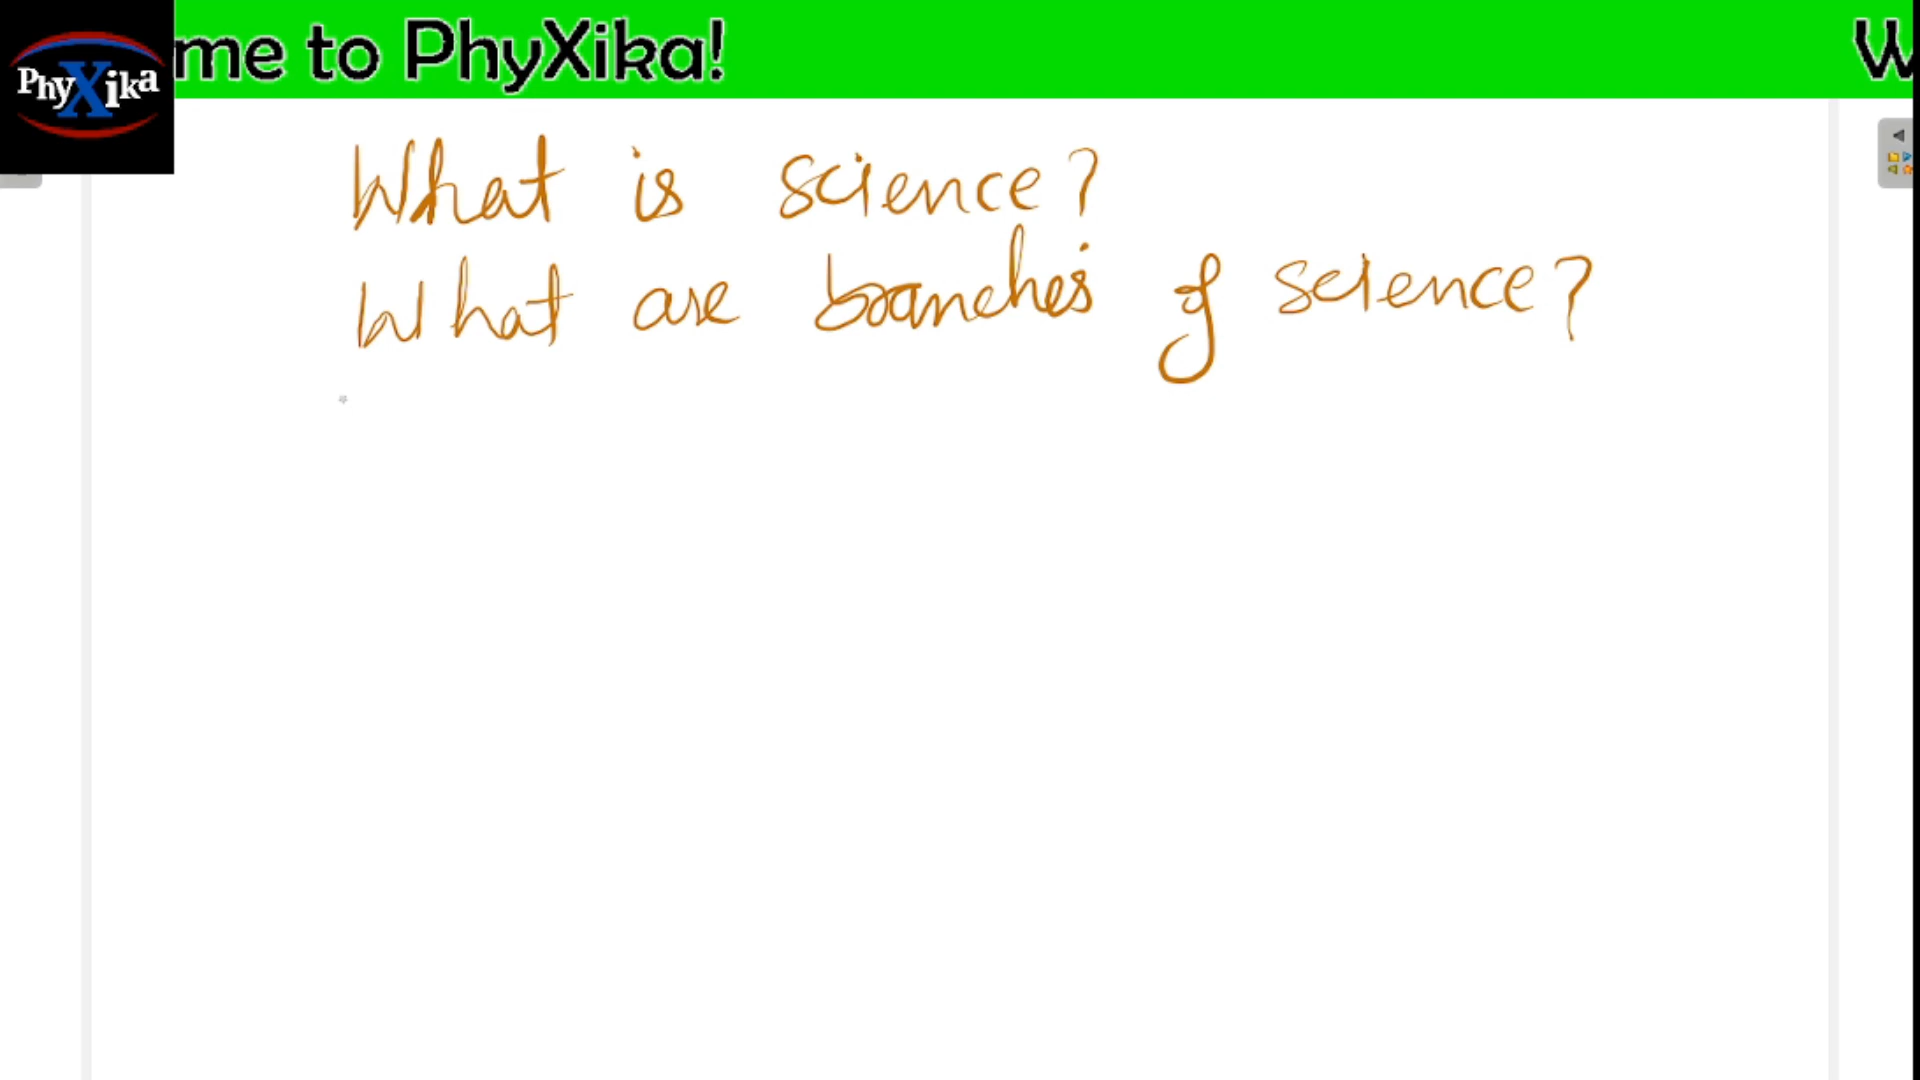 me to PhyXika!
W
PhyXika
What is science?
What are branches of science?